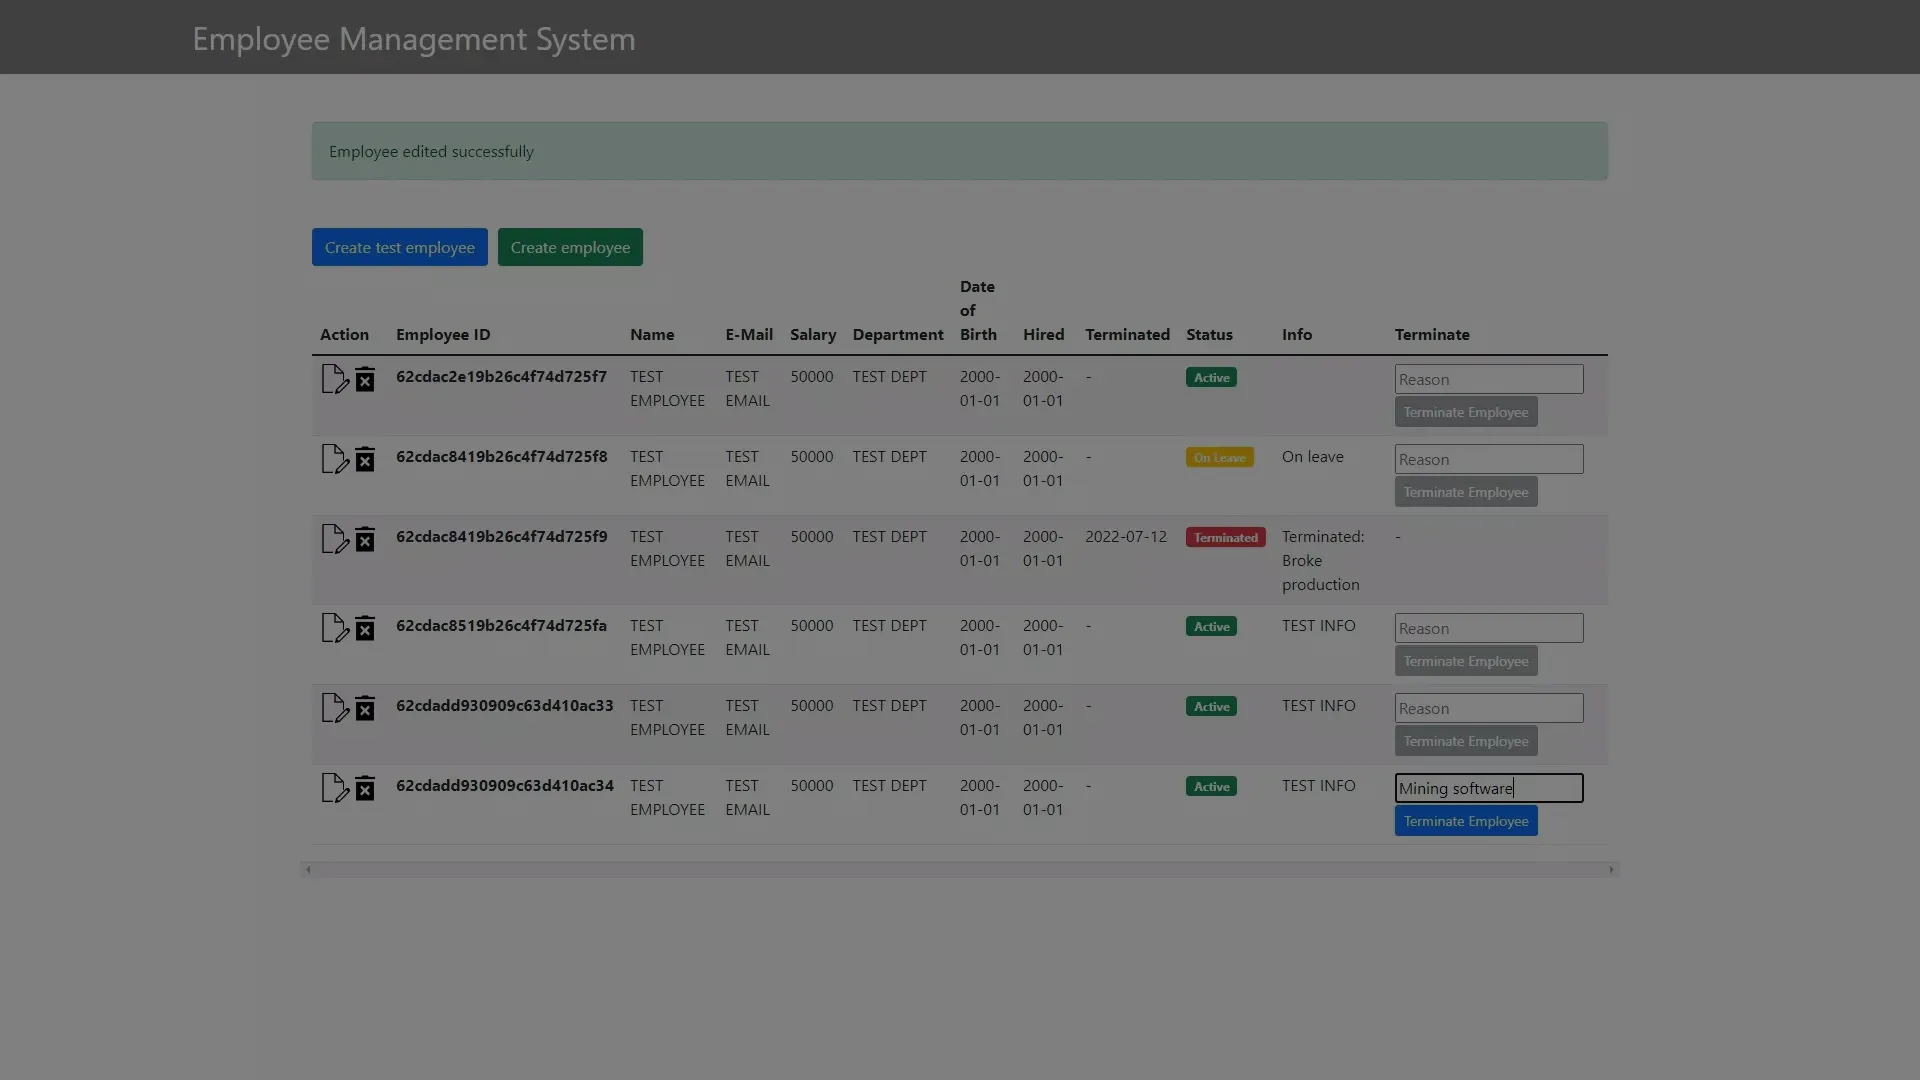 Employee Management System
Employee edited successfully
Create test employee Create employee
Action Employee ID Name E-Mail Salary Department Date of Birth Hired Terminated Status Info Terminate
62cdac2e19b26c4f74d725f7 TEST EMPLOYEE TEST EMAIL 50000 TEST DEPT 2000-01-01 2000-01-01 - Active Reason
Terminate Employee
62cdac8419b26c4f74d725f8 TEST EMPLOYEE TEST EMAIL 50000 TEST DEPT 2000-01-01 2000-01-01 - On Leave On leave Reason
Terminate Employee
62cdac8419b26c4f74d725f9 TEST EMPLOYEE TEST EMAIL 50000 TEST DEPT 2000-01-01 2000-01-01 2022-07-12 Terminated Terminated: Broke production -
62cdac8519b26c4f74d725fa TEST EMPLOYEE TEST EMAIL 50000 TEST DEPT 2000-01-01 2000-01-01 - Active TEST INFO Reason
Terminate Employee
62cdadd930909c63d410ac33 TEST EMPLOYEE TEST EMAIL 50000 TEST DEPT 2000-01-01 2000-01-01 - Active TEST INFO Reason
Terminate Employee
62cdadd930909c63d410ac34 TEST EMPLOYEE TEST EMAIL 50000 TEST DEPT 2000-01-01 2000-01-01 - Active TEST INFO Mining software
Terminate Employee